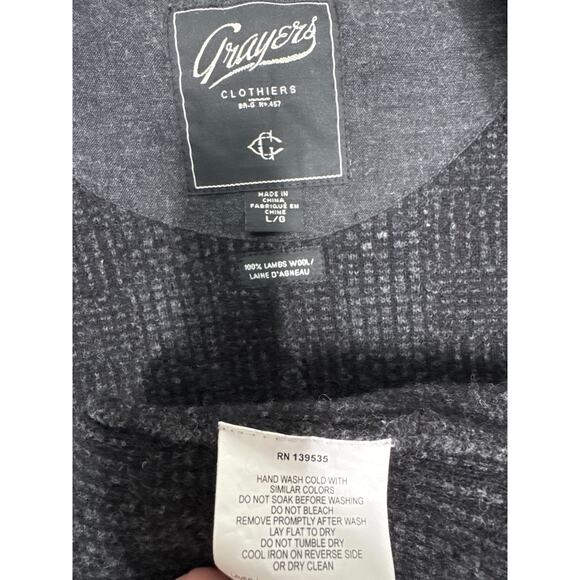 Grayers
CLOTHIERS
BR-G No.457
MADE IN
CHINA
FABRIQUÉ EN
CHINE
L/G
100% LAMBS WOOL/
LAINE D'AGNEAU
RN 139535
HAND WASH COLD WITH
SIMILAR COLORS
DO NOT SOAK BEFORE WASHING
DO NOT BLEACH
REMOVE PROMPTLY AFTER WASH
LAY FLAT TO DRY
DO NOT TUMBLE DRY
COOL IRON ON REVERSE SIDE
OR DRY CLEAN